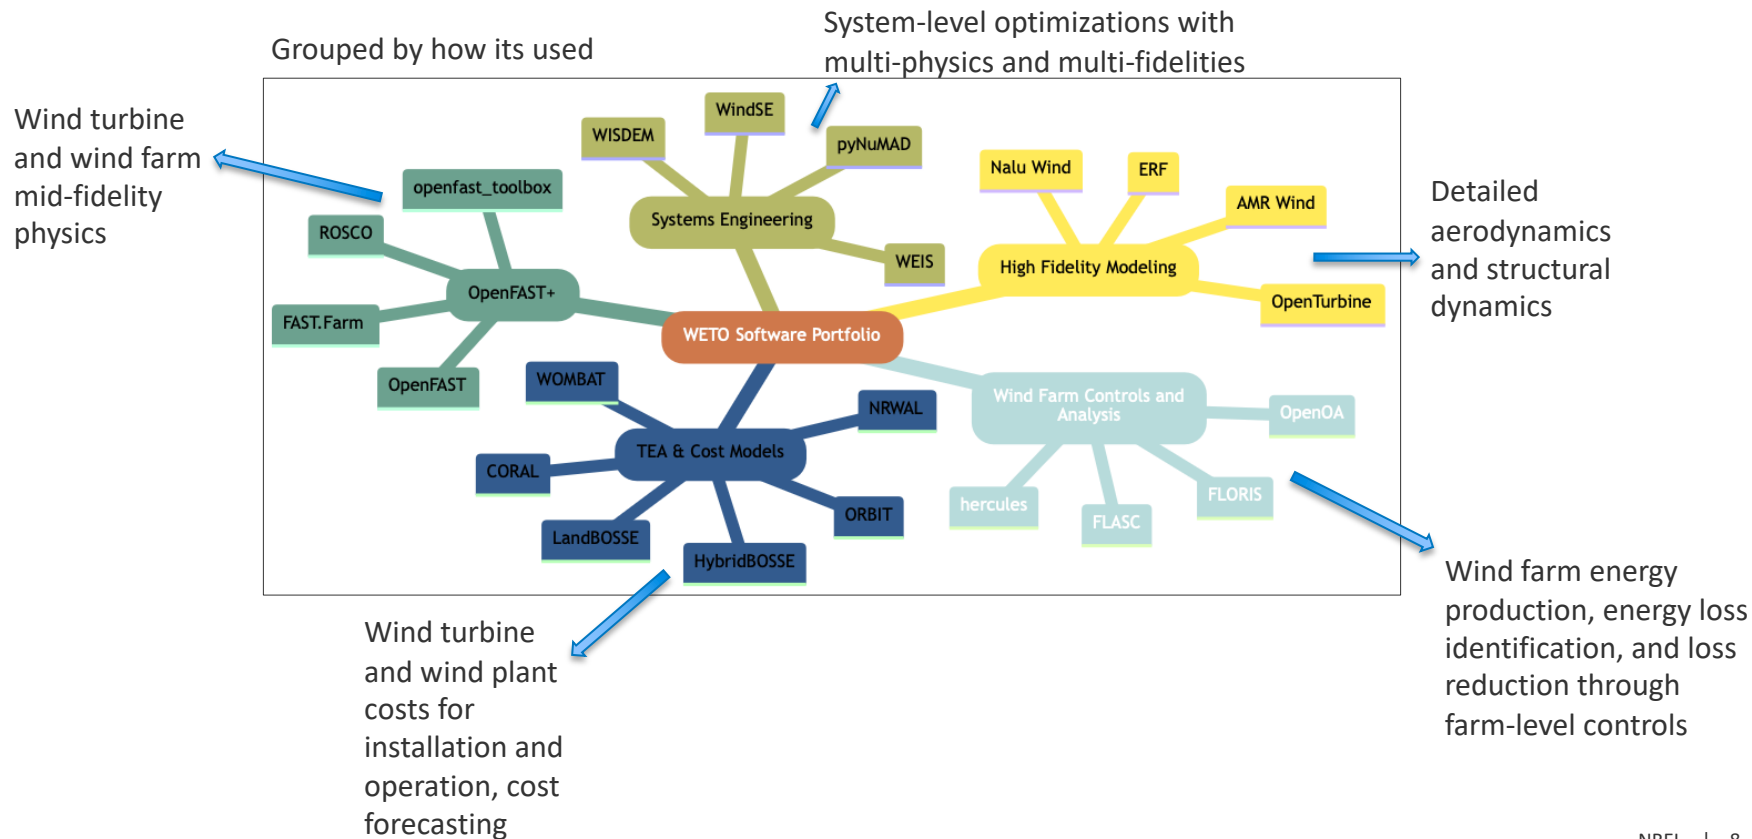 System-level optimizations with
multi-physics and multi-fidelities
Grouped by how its used
Wind turbine
and wind farm
mid-fidelity
physics
WISDEM
WindSE
pyNuMAD
Systems Engineering
WEIS
openfast_toolbox
ROSCO
OpenFAST+
FAST.Farm
OpenFAST
Nalu Wind
ERF
AMR Wind
High Fidelity Modeling
OpenTurbine
Detailed
aerodynamics
and structural
dynamics
WETO Software Portfolio
WOMBAT
NRWAL
TEA & Cost Models
CORAL
ORBIT
LandBOSSE
HybridBOSSE
Wind Farm Controls and
Analysis
OpenOA
FLORIS
hercules
FLASC
Wind turbine
and wind plant
costs for
installation and
operation, cost
forecasting
Wind farm energy
production, energy loss
identification, and loss
reduction through
farm-level controls